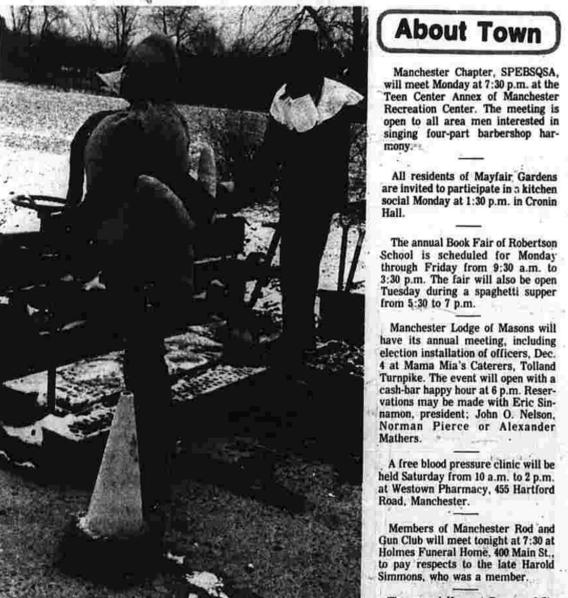 About Town
Manchester Chapter, SPEBSQSA,
will meet Monday at 7:30 p.m. at the
Teen Center Annex of Manchester
Recreation Center. The meeting is
open to all area men interested in
singing four-part barbershop har-
mony.
All residents of Mayfair Gardens
are invited to participate in a kitchen
social Monday at 1:30 p.m. in Cronin
Hall.
The annual Book Fair of Robertson
School is scheduled for Monday
through Friday from 9:30 a.m. to
3:30 p.m. The fair will also be open
Tuesday during a spaghetti supper
from 5:30 to 7 p.m.
Manchester Lodge of Masons will
have its annual meeting, including
election installation of officers, Dec.
4 at Mama Mia's Caterers, Tolland
Turnpike. The event will open with a
cash-bar happy hour at 6 p.m. Reser-
vations may be made with Eric Sin-
namon, president; John O. Nelson,
Norman Pierce or Alexander
Mathers.
A free blood pressure clinic will be
held Saturday from 10 a.m. to 2 p.m.
at Westown Pharmacy, 455 Hartford
Road, Manchester.
Members of Manchester Rod and
Gun Club will meet tonight at 7:30 at
Holmes Funeral Home, 400 Main St.,
to pay respects to the late Harold
Simmons, who was a member.